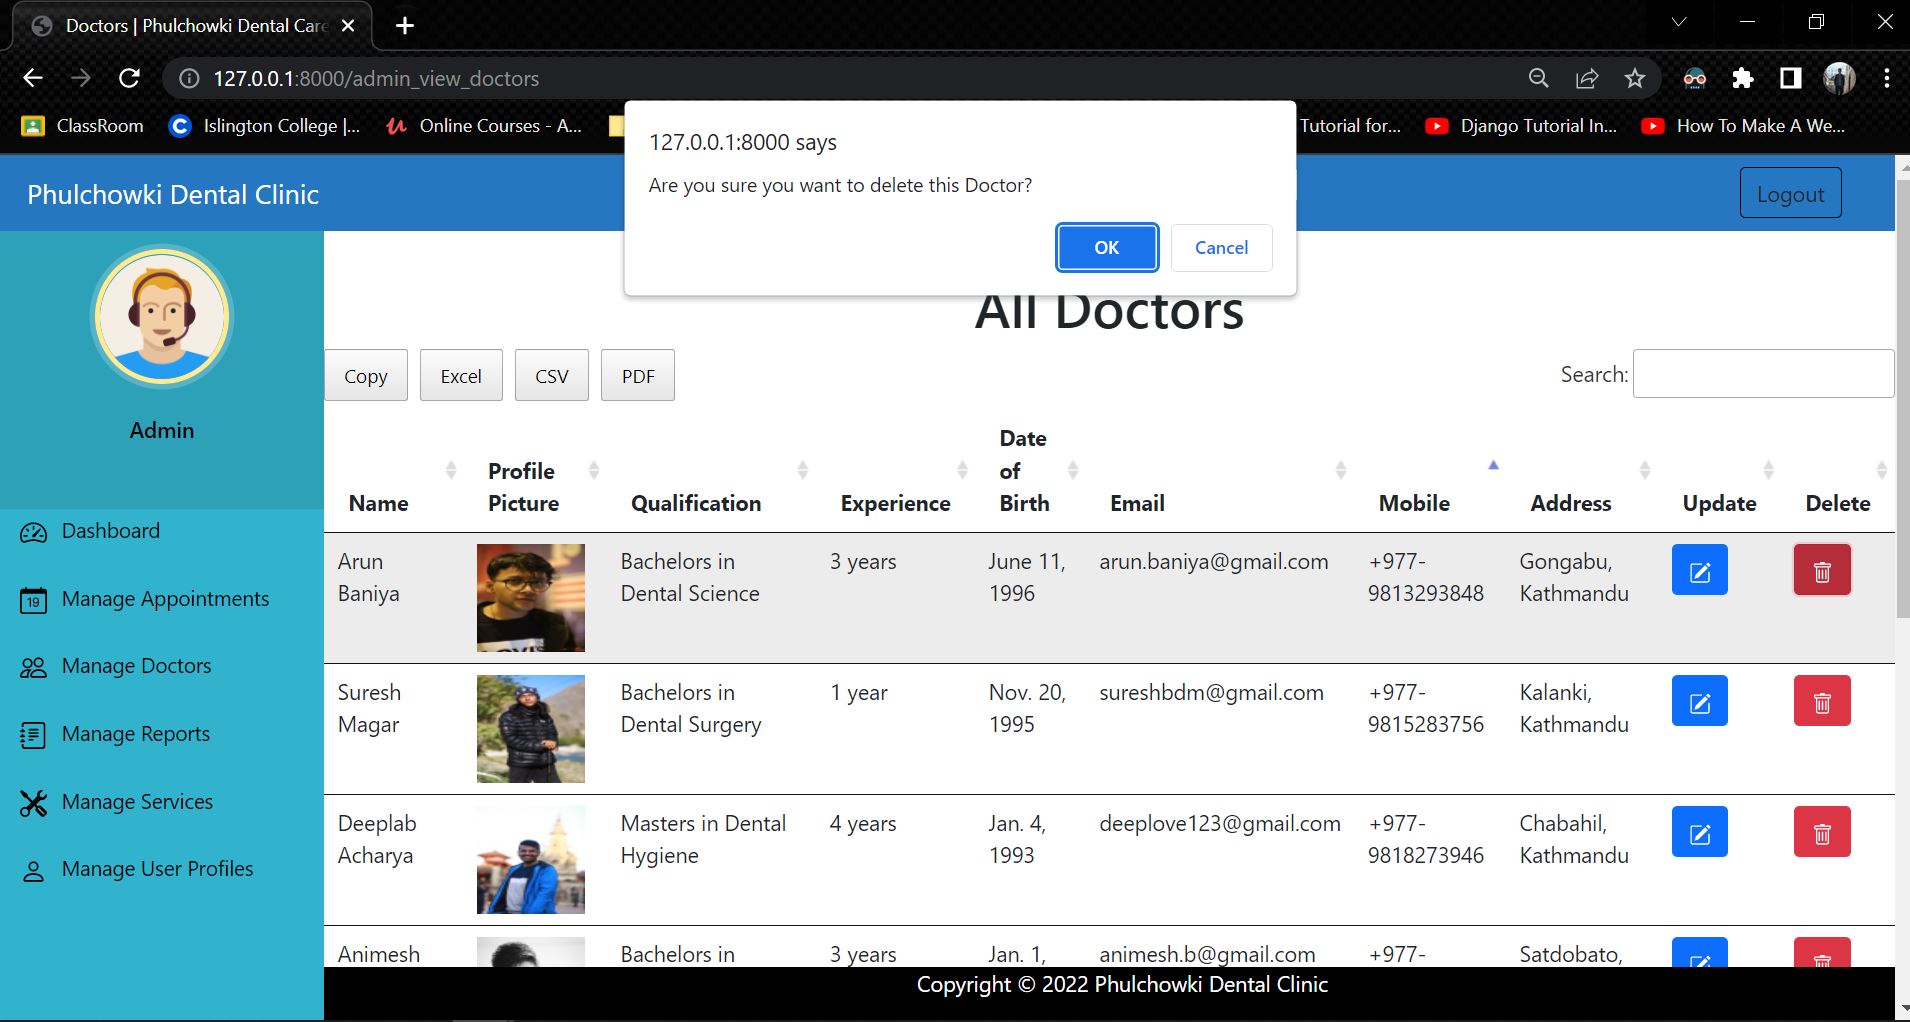 Doctors | Phulchowki Dental Care
127.0.0.1:8000/admin_view_doctors
ClassRoom
Islington College |...
Online Courses - A...
Tutorial for...
Django Tutorial In...
How To Make A We...
127.0.0.1:8000 says
Are you sure you want to delete this Doctor?
OK
Cancel
Phulchowki Dental Clinic
Logout
Admin
Dashboard
19
Manage Appointments
Manage Doctors
Manage Reports
Manage Services
Manage User Profiles
All Doctors
Copy
Excel
CSV
PDF
Search:
Name
Profile
Picture
Qualification
Experience
Date
of
Birth
Email
Mobile
Address
Update
Delete
Arun
Baniya
Bachelors in
Dental Science
3 years
June 11,
1996
arun.baniya@gmail.com
+977-
9813293848
Gongabu,
Kathmandu
Suresh
Magar
Bachelors in
Dental Surgery
1 year
Nov. 20,
1995
sureshbdm@gmail.com
+977-
9815283756
Kalanki,
Kathmandu
Deeplab
Acharya
Masters in Dental
Hygiene
4 years
Jan. 4,
1993
deeplove123@gmail.com
+977-
9818273946
Chabahil,
Kathmandu
Animesh
Bachelors in
3 years
Jan. 1,
animesh.b@gmail.com
+977-
Satdobato,
Copyright © 2022 Phulchowki Dental Clinic